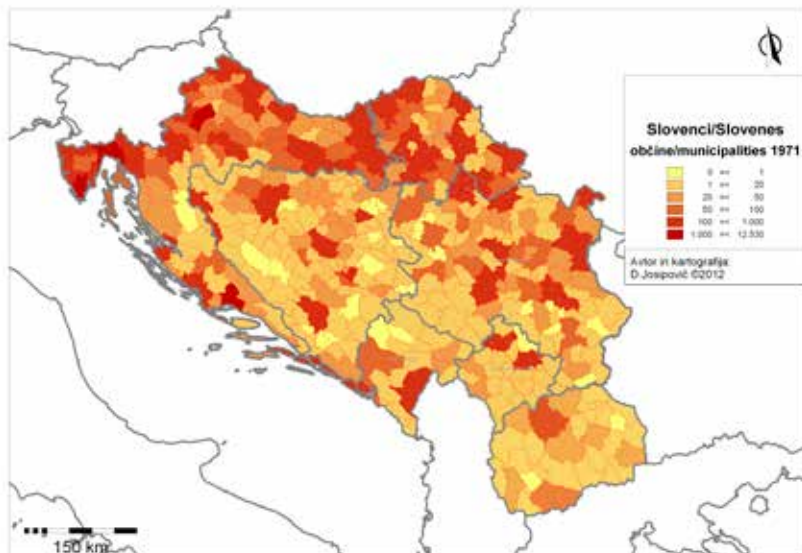 Slovenci/Slovenes
občine/municipalities 1971
0 << 1
1 << 20
20 << 50
50 << 100
100 << 1.000
1.000 << 12.530
Avtor in kartografija:
D.Josipovič ©2012
150 km